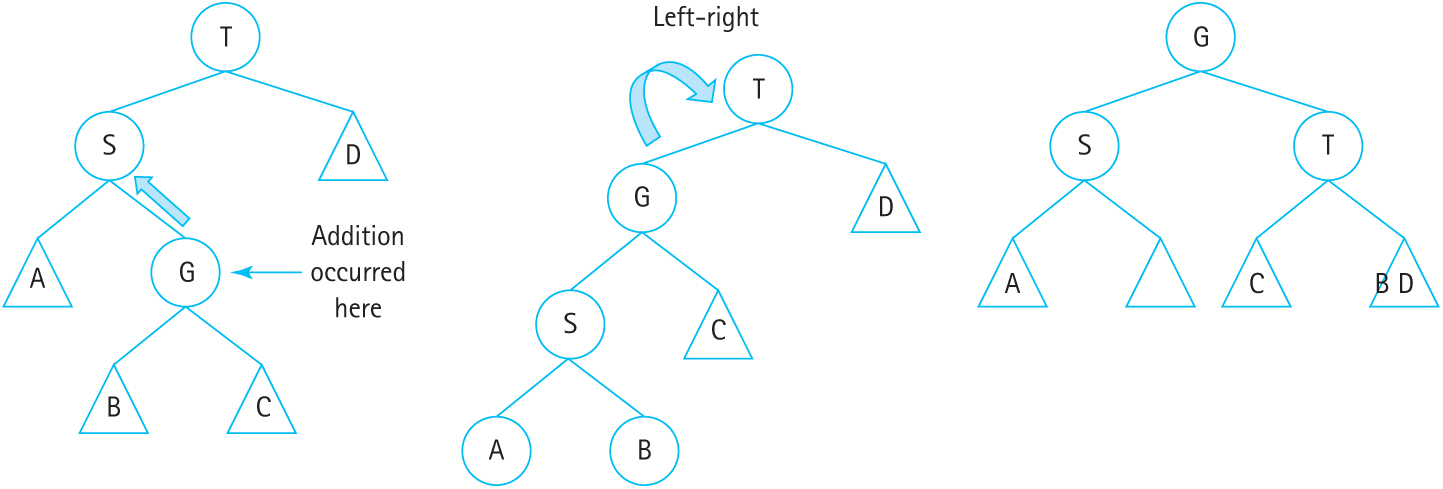 T
S
D
A
G
Addition
occurred
here
B
C
Left-right
T
G
D
S
C
A
B
G
S
T
A
C
B D